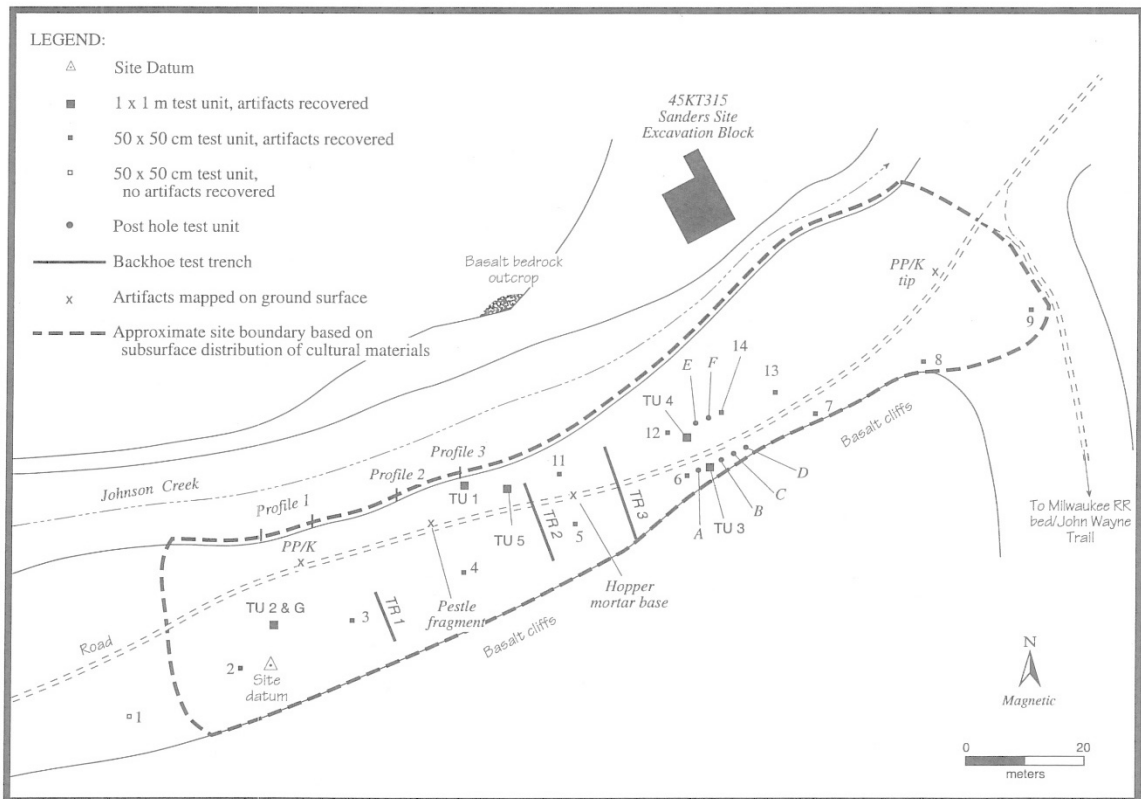 LEGEND:
Site Datum
1 x 1 m test unit, artifacts recovered
50 x 50 cm test unit, artifacts recovered
50 x 50 cm test unit,
no artifacts recovered
Post hole test unit
Backhoe test trench
Artifacts mapped on ground surface
Approximate site boundary based on
subsurface distribution of cultural materials
45KT315
Sanders Site
Excavation Block
Basalt bedrock
outcrop
PP/K
tip
9
8
14
E
F
13
TU 4
7
12
Basalt cliffs
Johnson Creek
Profile 1
Profile 2
Profile 3
11
6
D
C
B
TU 3
A
TU 1
TU 5
TR 2
5
TR 3
To Milwaukee RR
bed/John Wayne
Trail
PP/K
4
Pestle
fragment
Hopper
mortar base
TU 2 & G
3
TR 1
Basalt cliffs
Road
2
Site
datum
1
N
Magnetic
0
20
meters